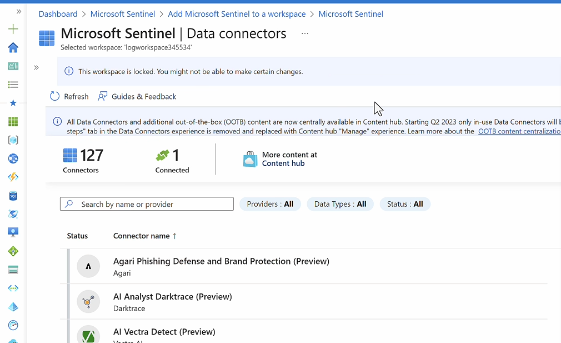 Dashboard > Microsoft Sentinel > Add Microsoft Sentinel to a workspace > Microsoft Sentinel
Microsoft Sentinel | Data connectors ...
Selected workspace: 'logworkspace345534'
This workspace is locked. You might not be able to make certain changes.
Refresh Guides & Feedback
All Data Connectors and additional out-of-the-box (OOTB) content are now centrally available in Content hub. Starting Q2 2023 only in-use Data Connectors will
steps" tab in the Data Connectors experience is removed and replaced with Content hub "Manage" experience. Learn more about the OOTB content centralizatio
127 Connectors
1 Connected
More content at
Content hub
Search by name or provider Providers : All Data Types : All Status : All
Status Connector name ↑
Agari Phishing Defense and Brand Protection (Preview)
Agari
AI Analyst Darktrace (Preview)
Darktrace
AI Vectra Detect (Preview)
Vectra AI